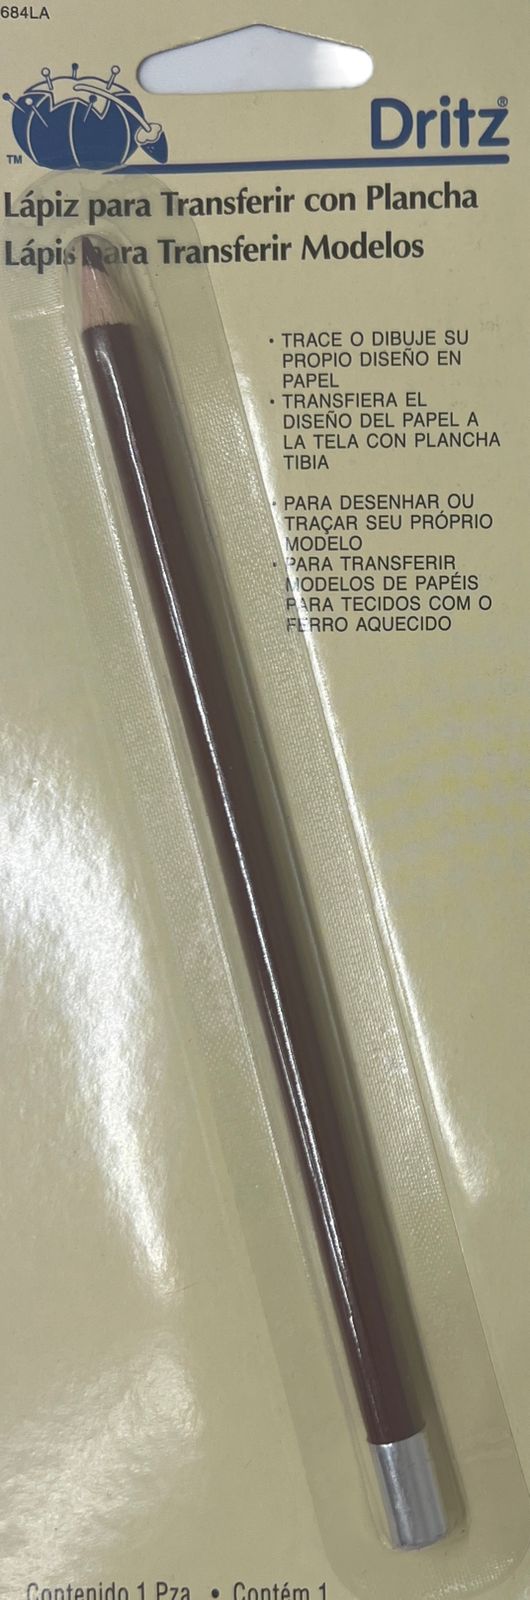 684LA
Dritz®
TM
Lápiz para Transferir con Plancha
Lápis para Transferir Modelos
• TRACE O DIBUJE SU
PROPIO DISEÑO EN
PAPEL
• TRANSFIERA EL
DISEÑO DEL PAPEL A
LA TELA CON PLANCHA
TIBIA
• PARA DESENHAR OU
TRAÇAR SEU PRÓPRIO
MODELO
• PARA TRANSFERIR
MODELOS DE PAPÉIS
PARA TECIDOS COM O
FERRO AQUECIDO
Contenido 1 Pza. • Contém 1